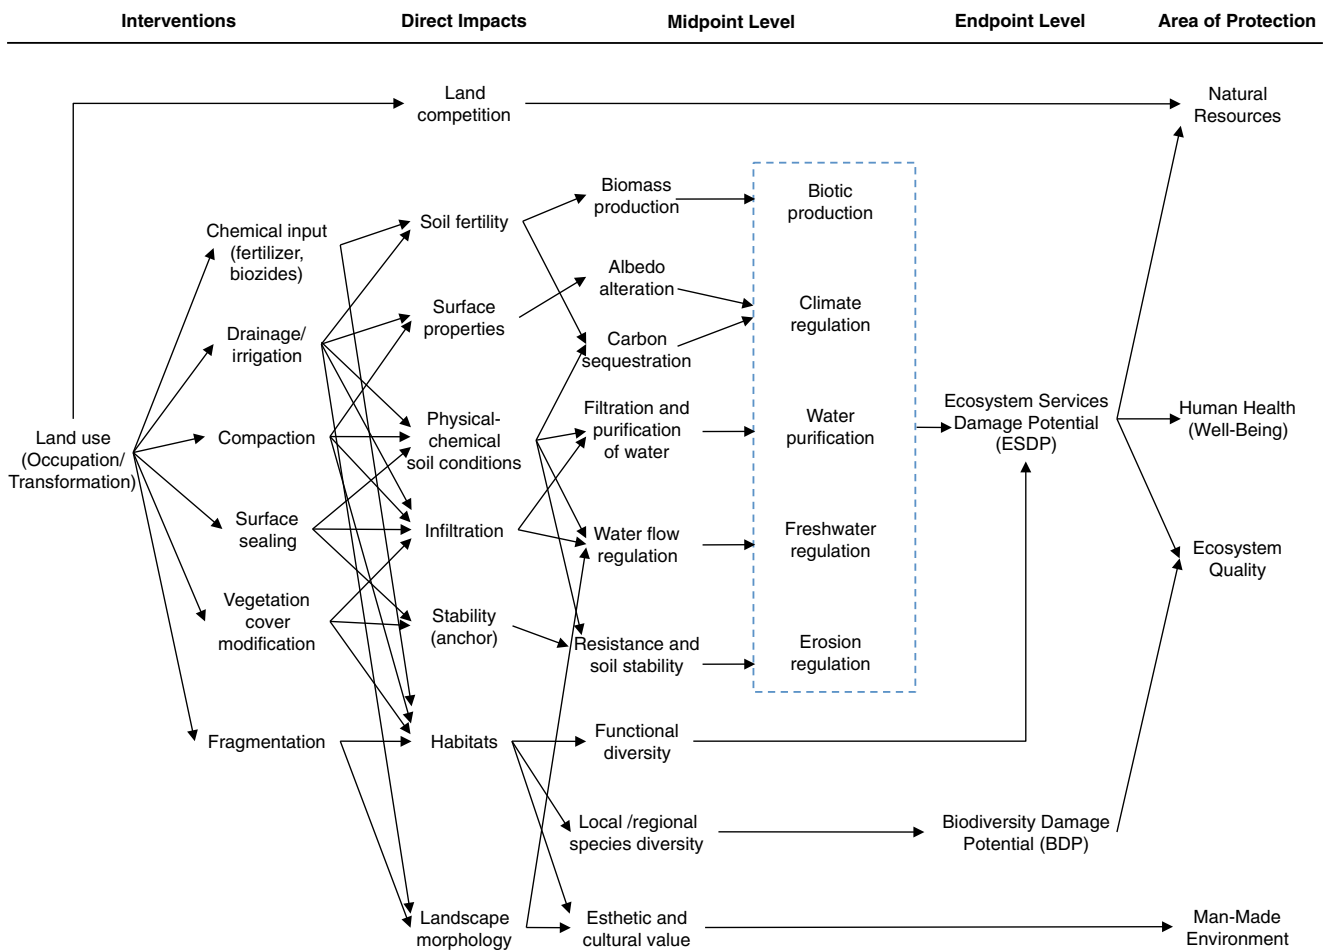 Interventions
Direct Impacts
Midpoint Level
Endpoint Level
Area of Protection
Land
competition
Natural
Resources
Biomass
production
Biotic
production
Chemical input
(fertilizer,
biozides)
Soil fertility
Albedo
alteration
Surface
properties
Climate
regulation
Drainage/
irrigation
Carbon
sequestration
Land use
(Occupation/
Transformation)
Compaction
Physical-
chemical
soil conditions
Filtration and
purification
of water
Water
purification
Ecosystem Services
Damage Potential
(ESDP)
Human Health
(Well-Being)
Surface
sealing
Infiltration
Water flow
regulation
Freshwater
regulation
Ecosystem
Quality
Vegetation
cover
modification
Stability
(anchor)
Resistance and
soil stability
Erosion
regulation
Fragmentation
Habitats
Functional
diversity
Local /regional
species diversity
Biodiversity Damage
Potential (BDP)
Landscape
morphology
Esthetic and
cultural value
Man-Made
Environment